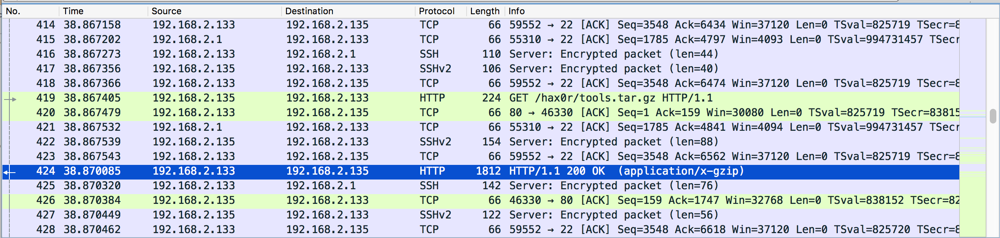 No. Time Source Destination Protocol Length Info
414 38.867158 192.168.2.133 192.168.2.135 TCP 66 59552 → 22 [ACK] Seq=3548 Ack=6434 Win=37120 Len=0 TSval=825719 TSecr=8
415 38.867202 192.168.2.1 192.168.2.133 TCP 66 55310 → 22 [ACK] Seq=1785 Ack=4797 Win=4093 Len=0 TSval=994731457 TSecr
416 38.867273 192.168.2.133 192.168.2.1 SSH 110 Server: Encrypted packet (len=44)
417 38.867356 192.168.2.135 192.168.2.133 SSHv2 106 Server: Encrypted packet (len=40)
418 38.867366 192.168.2.133 192.168.2.135 TCP 66 59552 → 22 [ACK] Seq=3548 Ack=6474 Win=37120 Len=0 TSval=825719 TSecr=8
419 38.867405 192.168.2.135 192.168.2.133 HTTP 224 GET /hax0r/tools.tar.gz HTTP/1.1
420 38.867479 192.168.2.133 192.168.2.135 TCP 66 80 → 46330 [ACK] Seq=1 Ack=159 Win=30080 Len=0 TSval=825719 TSecr=83815
421 38.867532 192.168.2.1 192.168.2.133 TCP 66 55310 → 22 [ACK] Seq=1785 Ack=4841 Win=4094 Len=0 TSval=994731457 TSecr
422 38.867539 192.168.2.135 192.168.2.133 SSHv2 154 Server: Encrypted packet (len=88)
423 38.867543 192.168.2.133 192.168.2.135 TCP 66 59552 → 22 [ACK] Seq=3548 Ack=6562 Win=37120 Len=0 TSval=825719 TSecr=8
424 38.870085 192.168.2.133 192.168.2.135 HTTP 1812 HTTP/1.1 200 OK (application/x-gzip)
425 38.870320 192.168.2.133 192.168.2.1 SSH 142 Server: Encrypted packet (len=76)
426 38.870384 192.168.2.135 192.168.2.133 TCP 66 46330 → 80 [ACK] Seq=159 Ack=1747 Win=32768 Len=0 TSval=838152 TSecr=82
427 38.870449 192.168.2.135 192.168.2.133 SSHv2 122 Server: Encrypted packet (len=56)
428 38.870462 192.168.2.133 192.168.2.135 TCP 66 59552 → 22 [ACK] Seq=3548 Ack=6618 Win=37120 Len=0 TSval=825720 TSecr=8